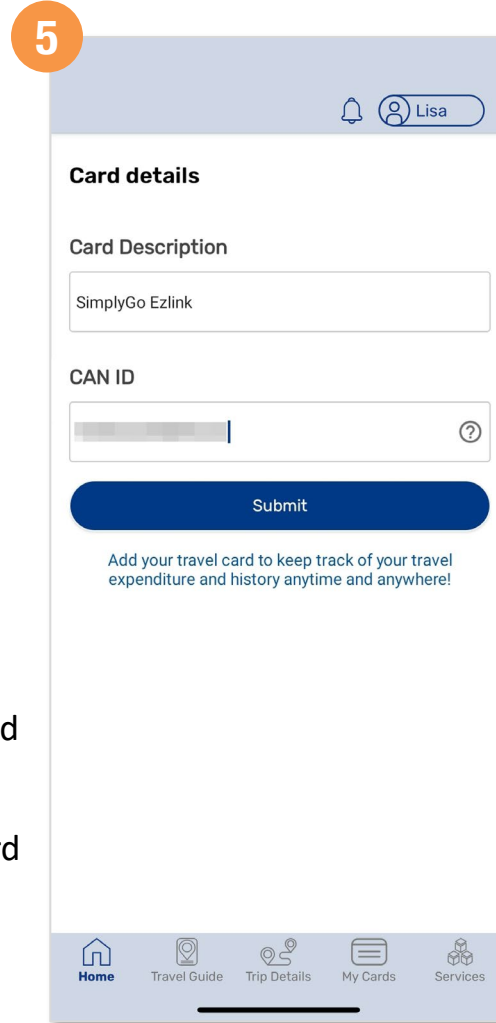 5
Lisa
Card details
Card Description
SimplyGo Ezlink
CAN ID
Submit
Add your travel card to keep track of your travel
expenditure and history anytime and anywhere!
d
rd
Home Travel Guide Trip Details My Cards Services